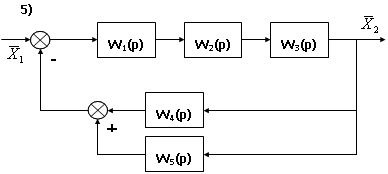 5)
X̅₁
-
W₁(p)
W₂(p)
W₃(p)
X̅₂
+
W₄(p)
W₅(p)